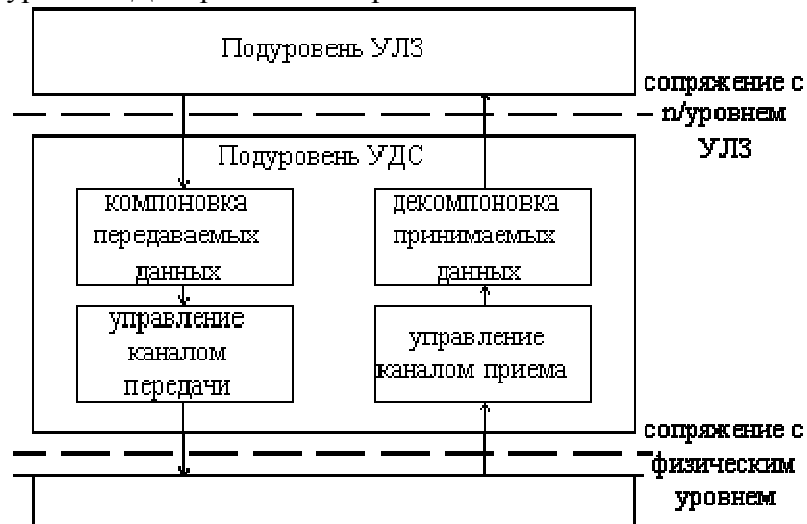 Подуровень УЛЗ
сопряжение с
п/уровнем
УЛЗ
Подуровень УДС
компоновка
передаваемых
данных
декомпоновка
принимаемых
данных
управление
каналом
передачи
управление
каналом приема
сопряжение с
физическим
уровнем